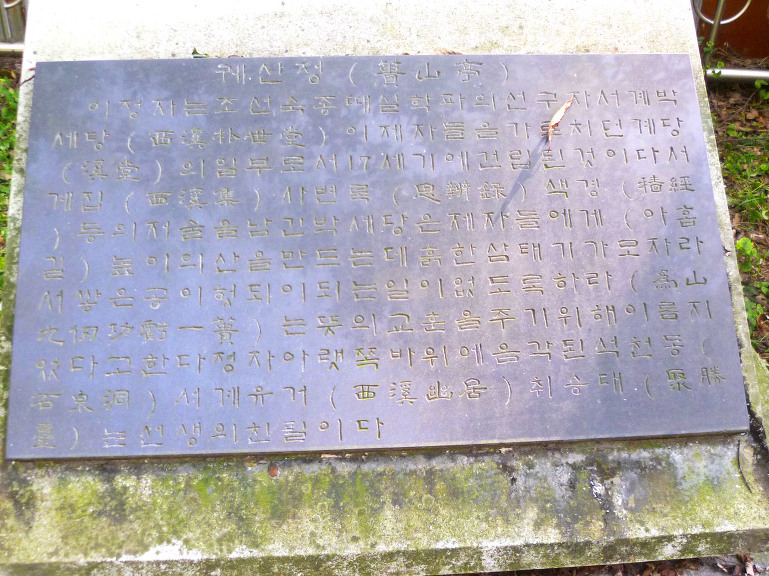 궤산정(簣山亭)
이정자는조선숙종때실학파의선구자서계박
세당(西溪朴世堂)이제자들을가르치던계당
(溪堂)의일부로서17세기에건립된것이다서
계집(西溪集)사변록(思辨録)색경(穡經
)등의저술을남긴박세당은제자들에게(아홉
길)높이의산을만드는데흙한삼태기가모자라
서쌓은공이헛되이되는일이없도록하라(爲山
九仞功虧一簣)는뜻의교훈을주기위해이름지
었다고한다정자아랫쪽바위에음각된석천동(
石泉洞)서계유거(西溪幽居)취승대(聚勝
臺)는선생의친필이다